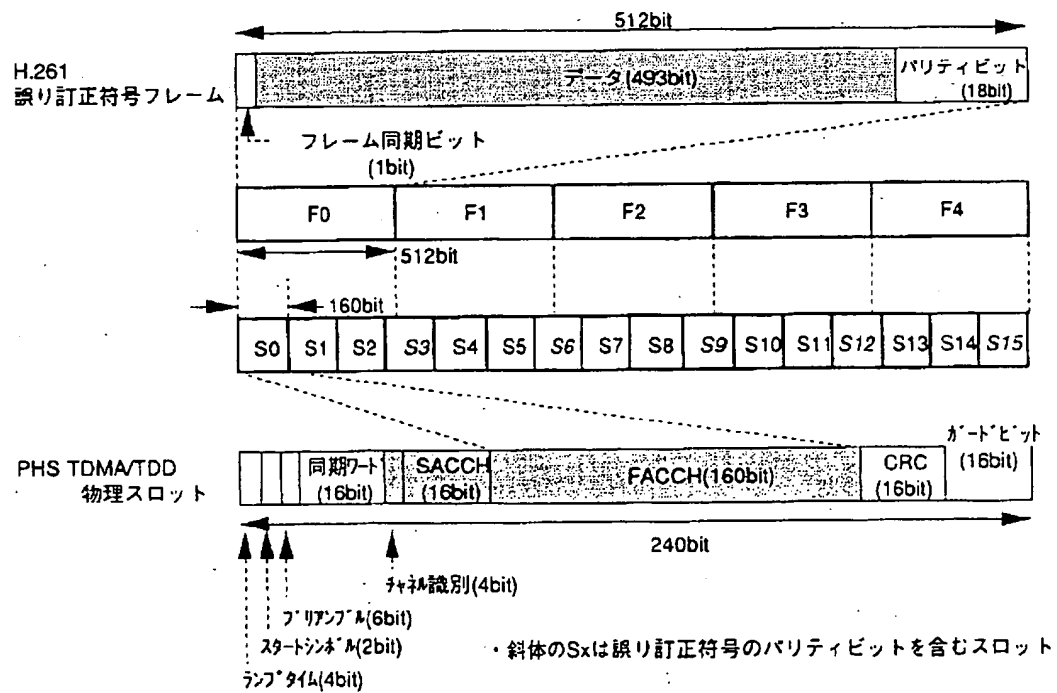 512bit
H.261
誤り訂正符号フレーム
データ(493bit)
パリティビット
(18bit)
フレーム同期ビット
(1bit)
F0 F1 F2 F3 F4
512bit
160bit
S0 S1 S2 S3 S4 S5 S6 S7 S8 S9 S10 S11 S12 S13 S14 S15
PHS TDMA/TDD
物理スロット
同期ワード
(16bit)
SACCH
(16bit)
FACCH(160bit)
CRC
(16bit)
ガードビット
(16bit)
240bit
チャネル識別(4bit)
プリアンブル(6bit)
スタートシンボル(2bit)
ランプタイム(4bit)
・斜体のSxは誤り訂正符号のパリティビットを含むスロット